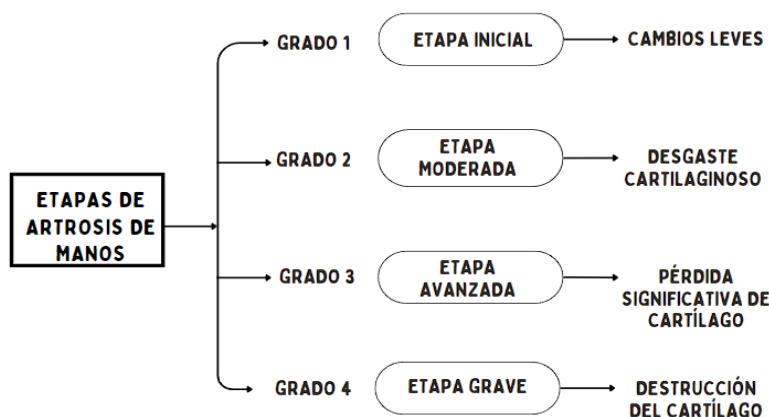 ETAPAS DE
ARTROSIS DE
MANOS
GRADO 1
ETAPA INICIAL
CAMBIOS LEVES
GRADO 2
ETAPA
MODERADA
DESGASTE
CARTILAGINOSO
GRADO 3
ETAPA
AVANZADA
PÉRDIDA
SIGNIFICATIVA DE
CARTÍLAGO
GRADO 4
ETAPA GRAVE
DESTRUCCIÓN
DEL CARTÍLAGO